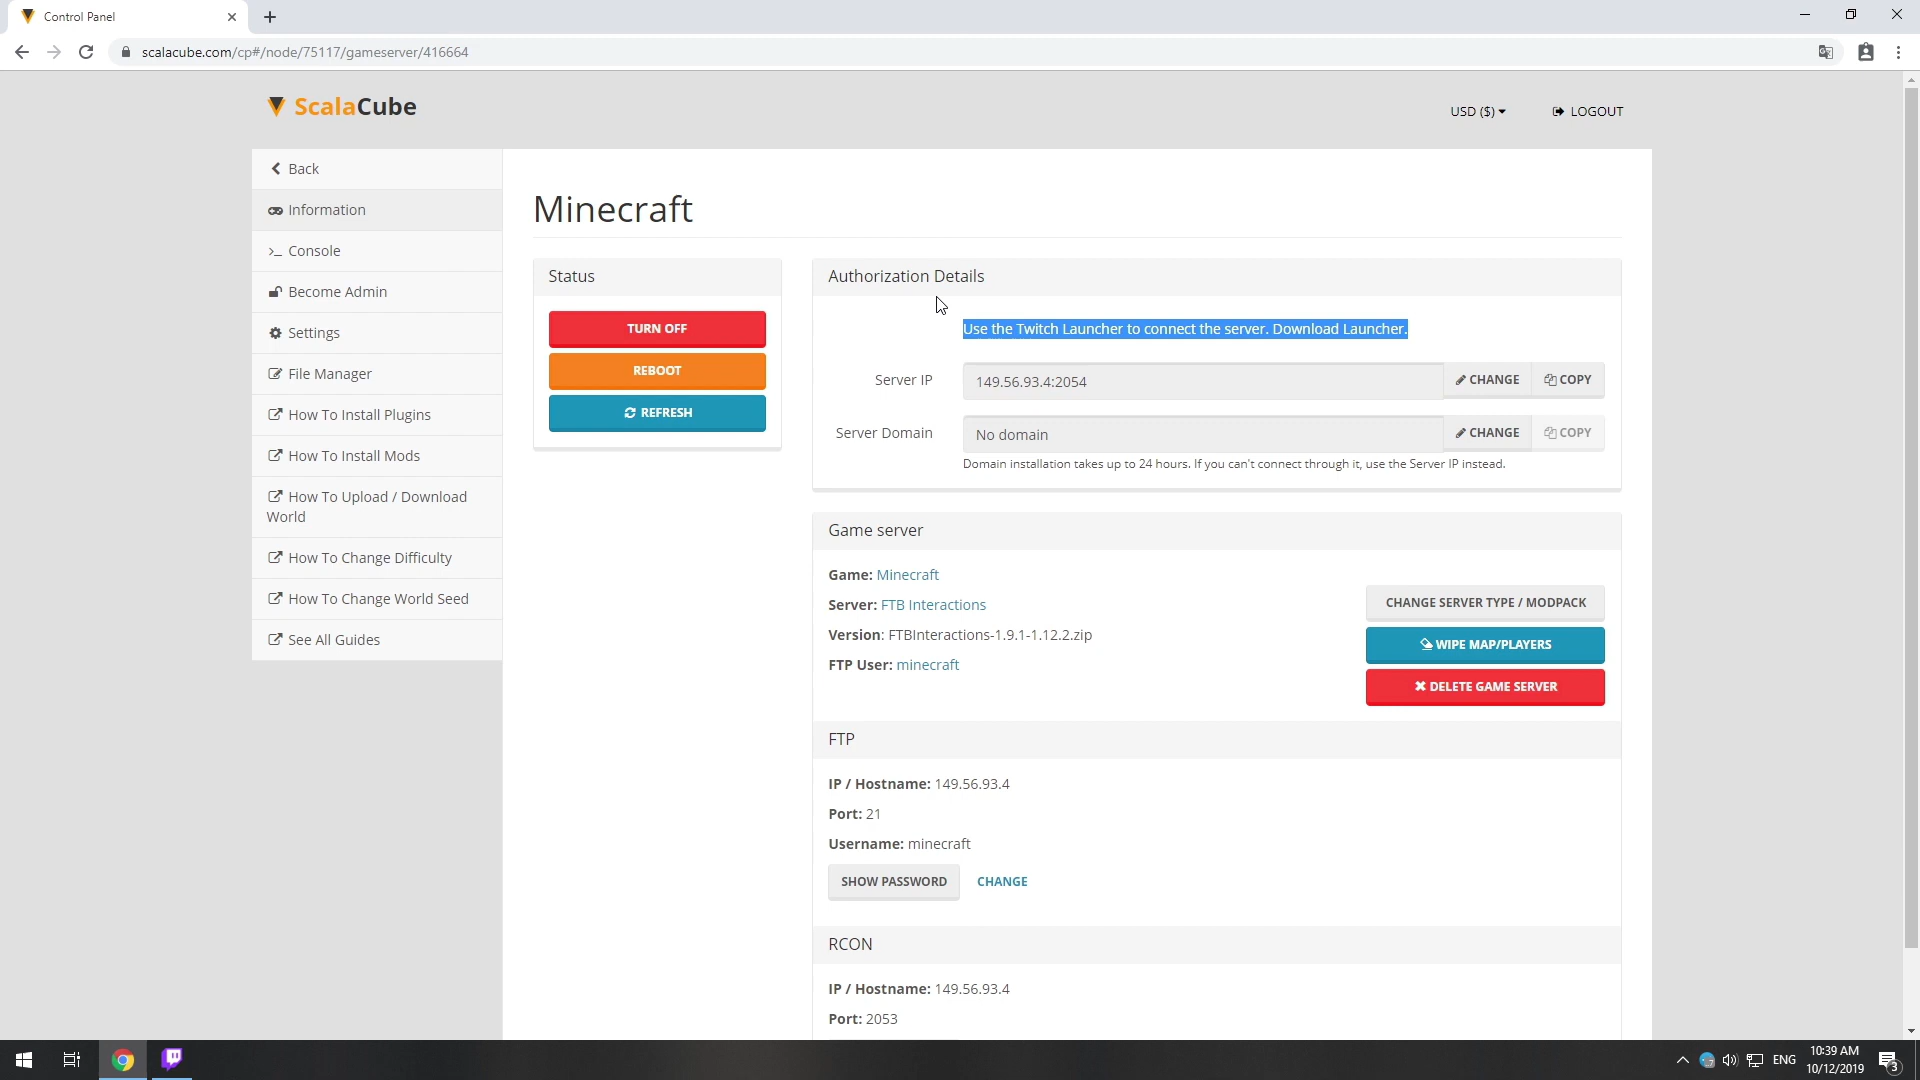 Control Panel
scalacube.com/cp#/node/75117/gameserver/416664
ScalaCube
USD ($)
LOGOUT
Back
Information
Console
Become Admin
Settings
File Manager
How To Install Plugins
How To Install Mods
How To Upload / Download
World
How To Change Difficulty
How To Change World Seed
See All Guides
Minecraft
Status
TURN OFF
REBOOT
REFRESH
Authorization Details
Use the Twitch Launcher to connect the server. Download Launcher.
Server IP
149.56.93.4:2054
CHANGE
COPY
Server Domain
No domain
CHANGE
COPY
Domain installation takes up to 24 hours. If you can't connect through it, use the Server IP instead.
Game server
Game: Minecraft
Server: FTB Interactions
Version: FTBInteractions-1.9.1-1.12.2.zip
FTP User: minecraft
CHANGE SERVER TYPE / MODPACK
WIPE MAP/PLAYERS
DELETE GAME SERVER
FTP
IP / Hostname: 149.56.93.4
Port: 21
Username: minecraft
SHOW PASSWORD
CHANGE
RCON
IP / Hostname: 149.56.93.4
Port: 2053
ENG
10:39 AM
10/12/2019
3